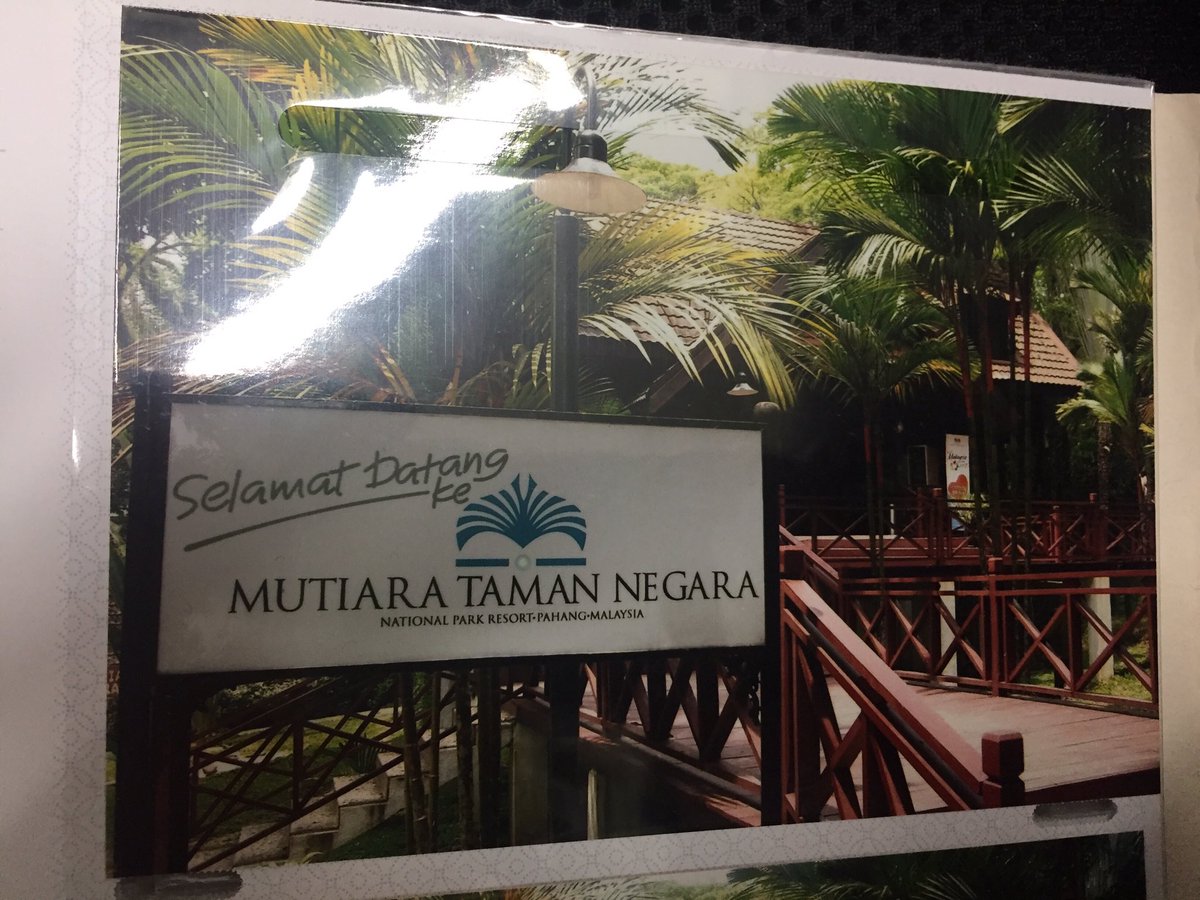 Selamat Datang
ke
MUTIARA TAMAN NEGARA
NATIONAL PARK RESORT•PAHANG•MALAYSIA